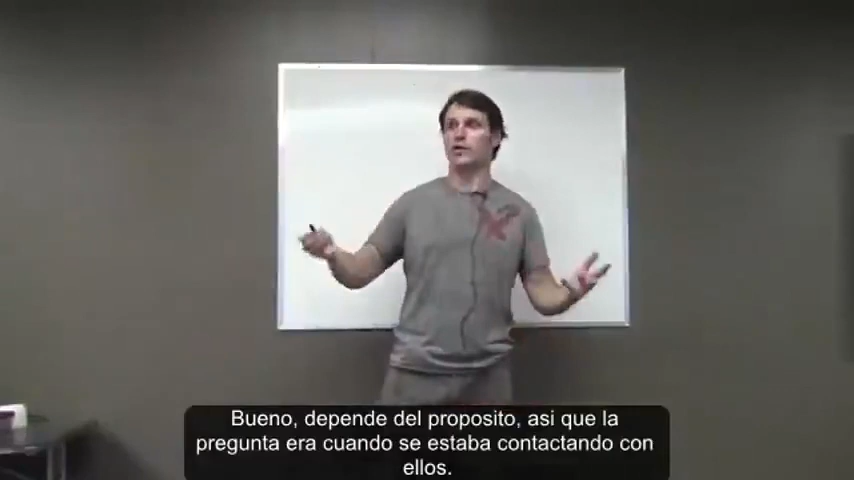 Bueno, depende del proposito, asi que la
pregunta era cuando se estaba contactando con
ellos.